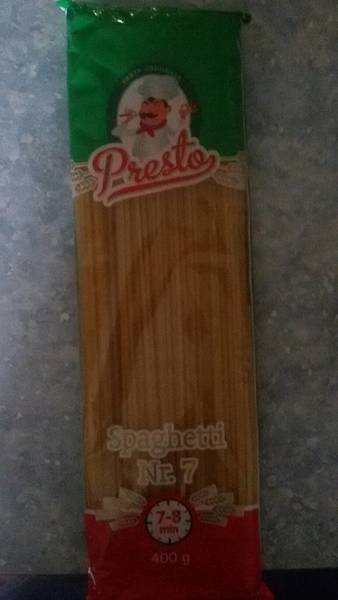 Presto
Spaghetti
Nr. 7
7-8
min
400 g